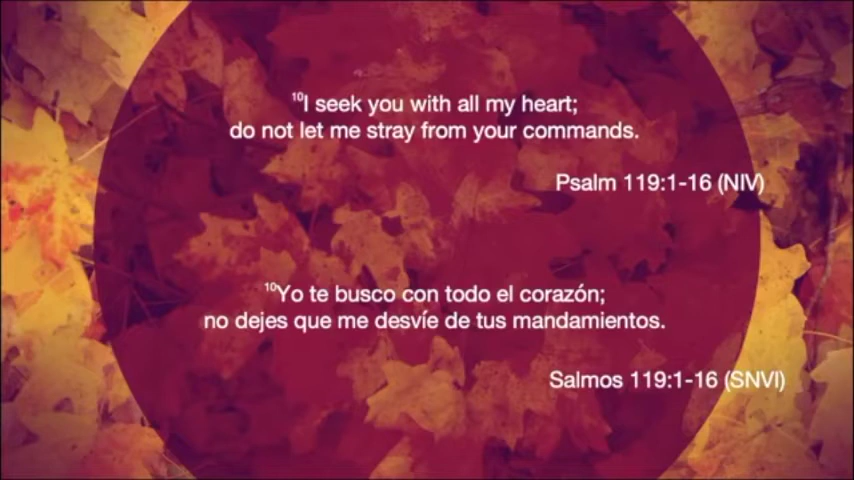 ¹⁰I seek you with all my heart;
do not let me stray from your commands.
Psalm 119:1-16 (NIV)
¹⁰Yo te busco con todo el corazón;
no dejes que me desvíe de tus mandamientos.
Salmos 119:1-16 (SNVI)